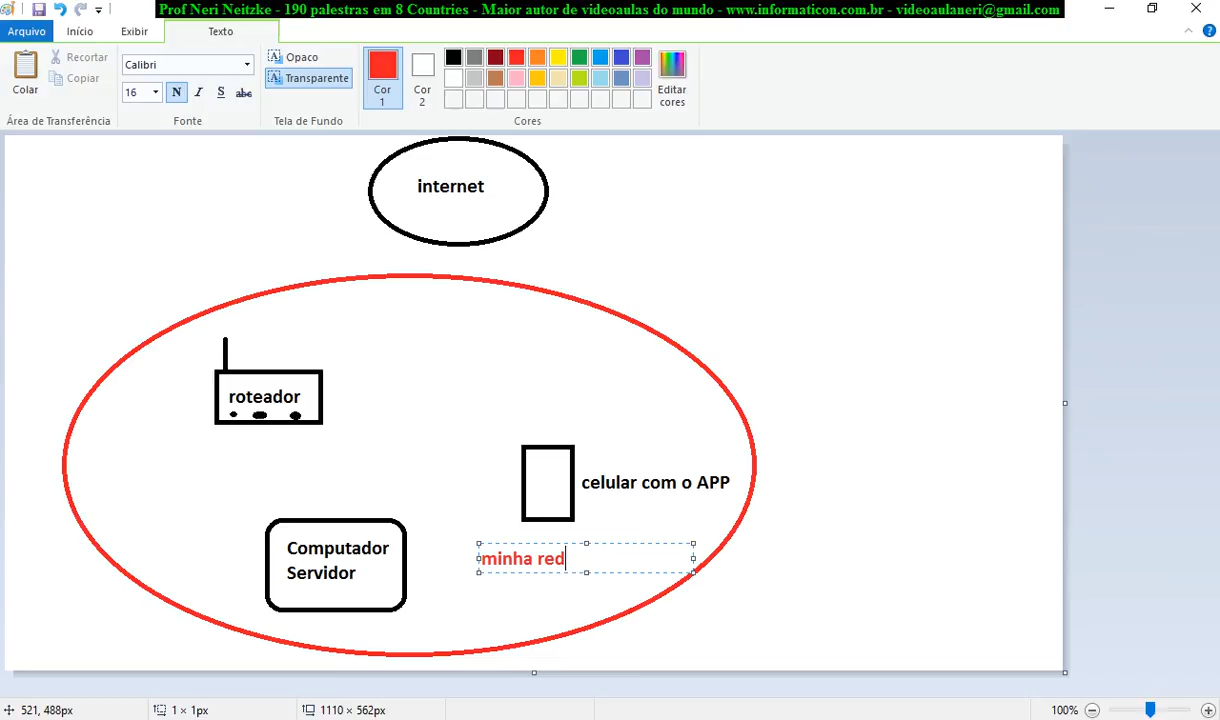 Prof Neri Neitzke - 190 palestras em 8 Countries - Maior autor de videoaulas do mundo - www.informaticon.com.br - videoaulaneri@gmail.com
Arquivo Início Exibir Texto
Colar
Recortar
Copiar
Área de Transferência
Calibri
16 N I S abc
Fonte
Opaco
Transparente
Tela de Fundo
Cor 1
Cor 2
Editar cores
Cores
internet
roteador
celular com o APP
Computador
Servidor
minha red
521, 488px 1 × 1px 1110 × 562px 100%